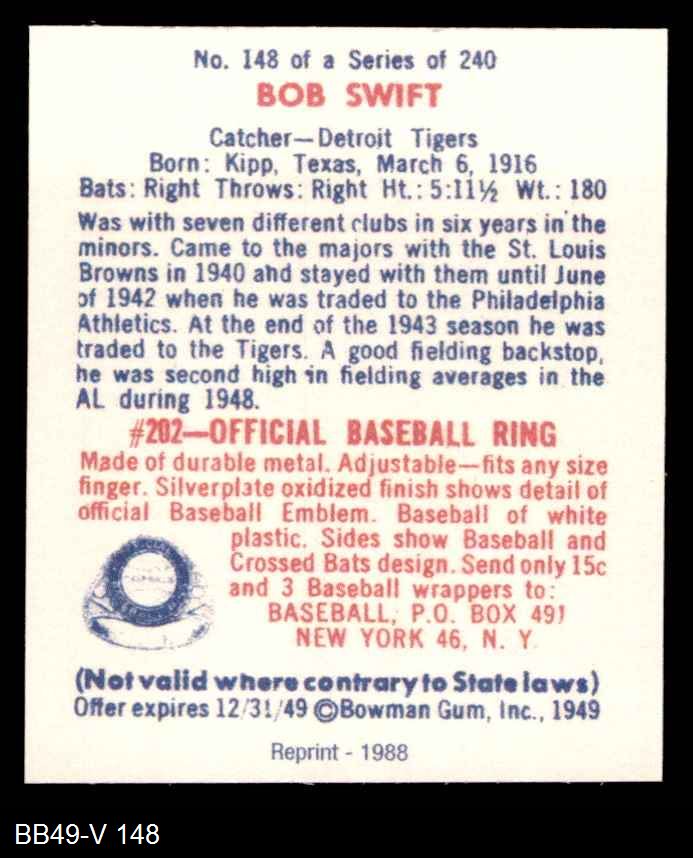 No. 148 of a Series of 240
BOB SWIFT
Catcher—Detroit Tigers
Born: Kipp, Texas, March 6, 1916
Bats: Right Throws: Right Ht.: 5:11½ Wt.: 180
Was with seven different clubs in six years in the
minors. Came to the majors with the St. Louis
Browns in 1940 and stayed with them until June
of 1942 when he was traded to the Philadelphia
Athletics. At the end of the 1943 season he was
traded to the Tigers. A good fielding backstop,
he was second high in fielding averages in the
AL during 1948.
#202—OFFICIAL BASEBALL RING
Made of durable metal. Adjustable—fits any size
finger. Silverplate oxidized finish shows detail of
official Baseball Emblem. Baseball of white
plastic. Sides show Baseball and
Crossed Bats design. Send only 15c
and 3 Baseball wrappers to:
BASEBALL, P.O. BOX 491
NEW YORK 46, N. Y.
(Not valid where contrary to State laws)
Offer expires 12/31/49 ©Bowman Gum, Inc., 1949
Reprint - 1988
BB49-V 148